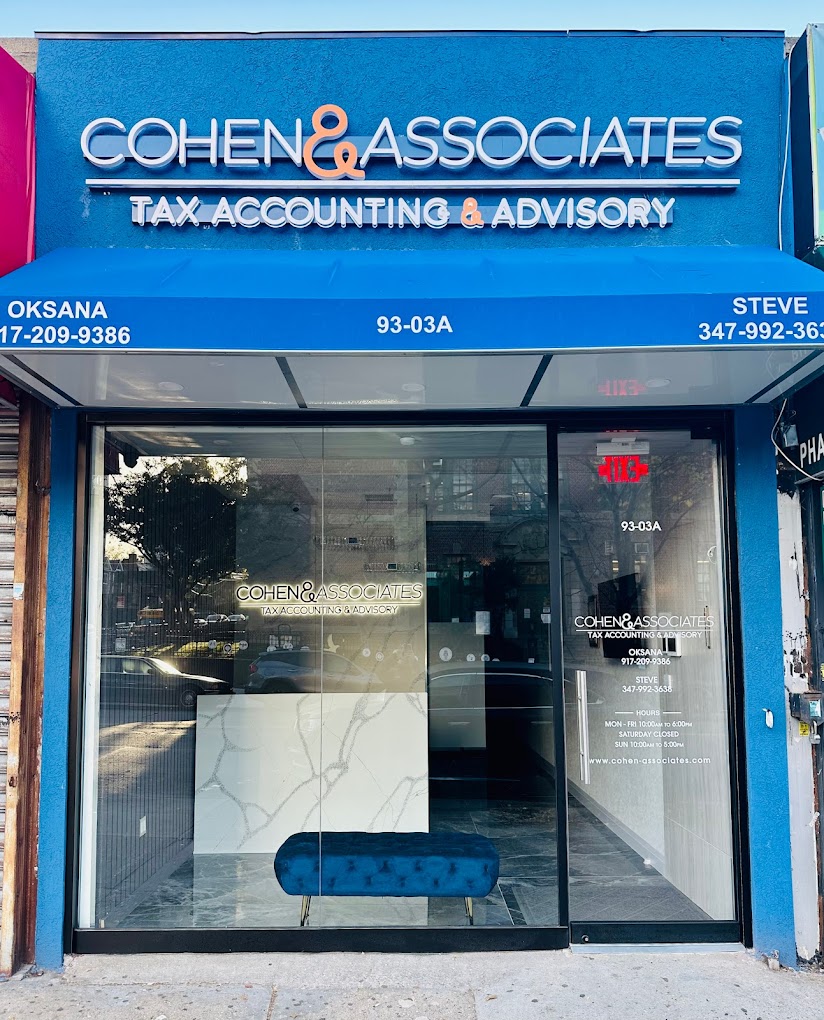 COHEN&ASSOCIATES
TAX ACCOUNTING & ADVISORY
OKSANA
17-209-9386
93-03A
STEVE
347-992-363
EXIT
PHA
93-03A
COHEN&ASSOCIATES
TAX ACCOUNTING & ADVISORY
COHEN&ASSOCIATES
TAX ACCOUNTING & ADVISORY
OKSANA
917-209-9386
STEVE
347-992-3638
HOURS
MON - FRI 10:00AM to 6:00PM
SATURDAY CLOSED
SUN 10:00AM to 5:00PM
www.cohen-associates.com